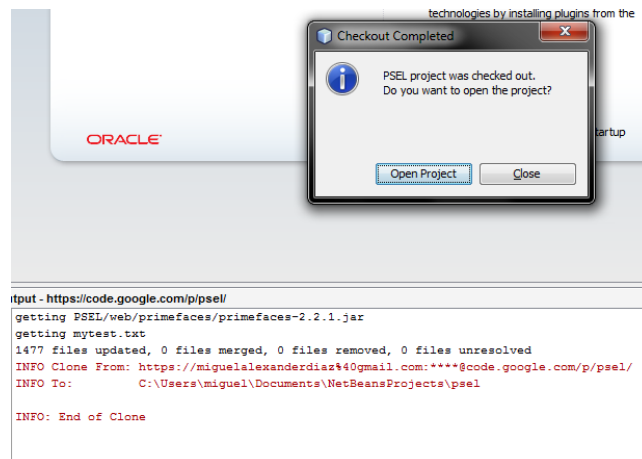 technologies by installing plugins from the
Checkout Completed
PSEL project was checked out.
Do you want to open the project?
ORACLE
tartup
Open Project
Close
tput - https://code.google.com/p/psel/
getting PSEL/web/primefaces/primefaces-2.2.1.jar
getting mytest.txt
1477 files updated, 0 files merged, 0 files removed, 0 files unresolved
INFO Clone From: https://miguelalexanderdiaz%40gmail.com:****@code.google.com/p/psel/
INFO To: C:\Users\miguel\Documents\NetBeansProjects\psel
INFO: End of Clone